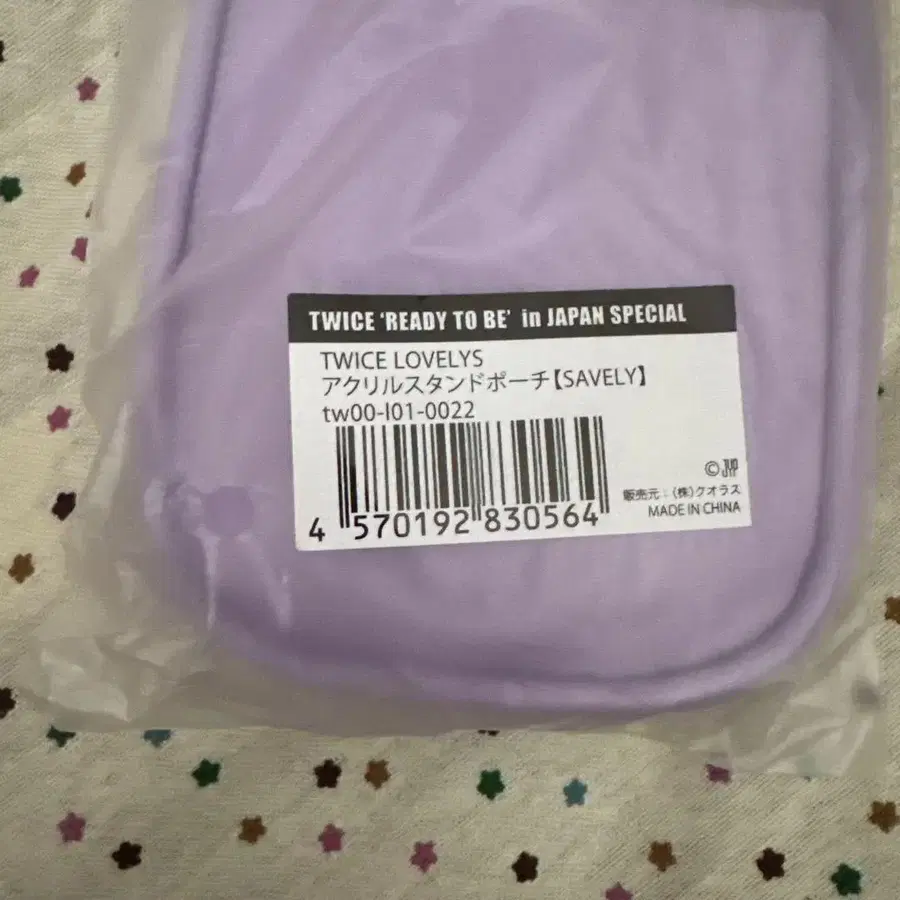 TWICE 'READY TO BE' in JAPAN SPECIAL
TWICE LOVELYS
アクリルスタンドポーチ【SAVELY】
tw00-l01-0022
4 570192 830564
© JYP
販売元：(株)クオラス
MADE IN CHINA